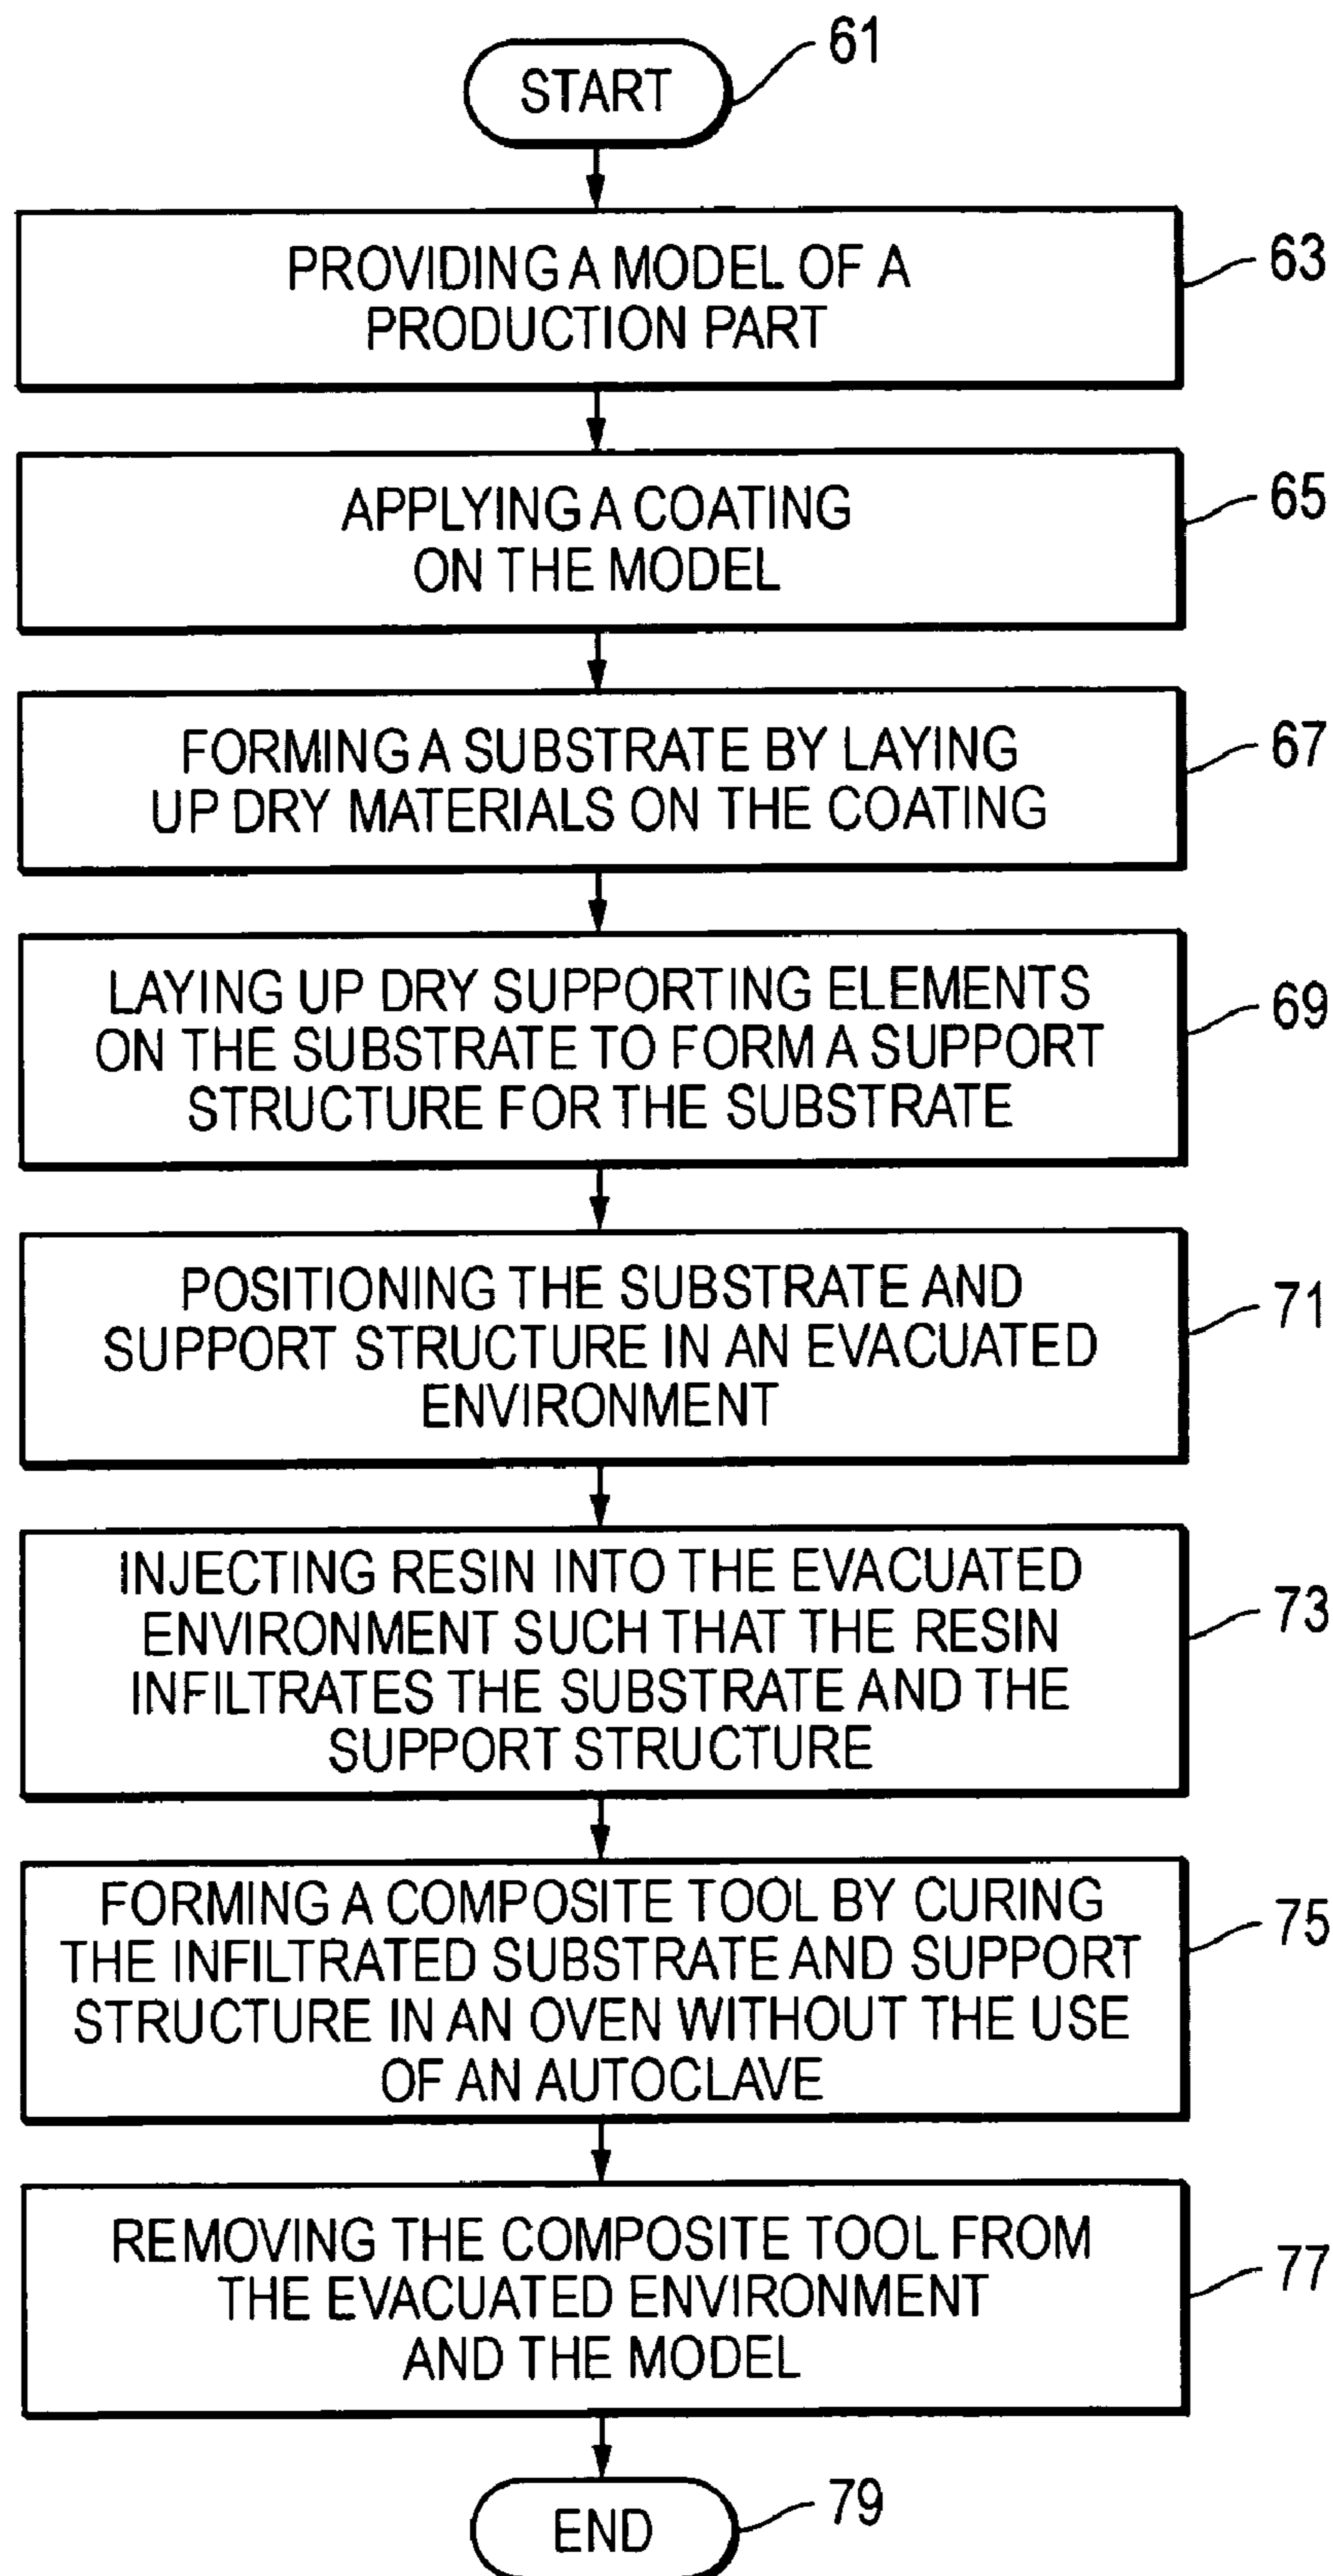 START
61
PROVIDING A MODEL OF A
PRODUCTION PART
63
APPLYING A COATING
ON THE MODEL
65
FORMING A SUBSTRATE BY LAYING
UP DRY MATERIALS ON THE COATING
67
LAYING UP DRY SUPPORTING ELEMENTS
ON THE SUBSTRATE TO FORM A SUPPORT
STRUCTURE FOR THE SUBSTRATE
69
POSITIONING THE SUBSTRATE AND
SUPPORT STRUCTURE IN AN EVACUATED
ENVIRONMENT
71
INJECTING RESIN INTO THE EVACUATED
ENVIRONMENT SUCH THAT THE RESIN
INFILTRATES THE SUBSTRATE AND THE
SUPPORT STRUCTURE
73
FORMING A COMPOSITE TOOL BY CURING
THE INFILTRATED SUBSTRATE AND SUPPORT
STRUCTURE IN AN OVEN WITHOUT THE USE
OF AN AUTOCLAVE
75
REMOVING THE COMPOSITE TOOL FROM
THE EVACUATED ENVIRONMENT
AND THE MODEL
77
END
79